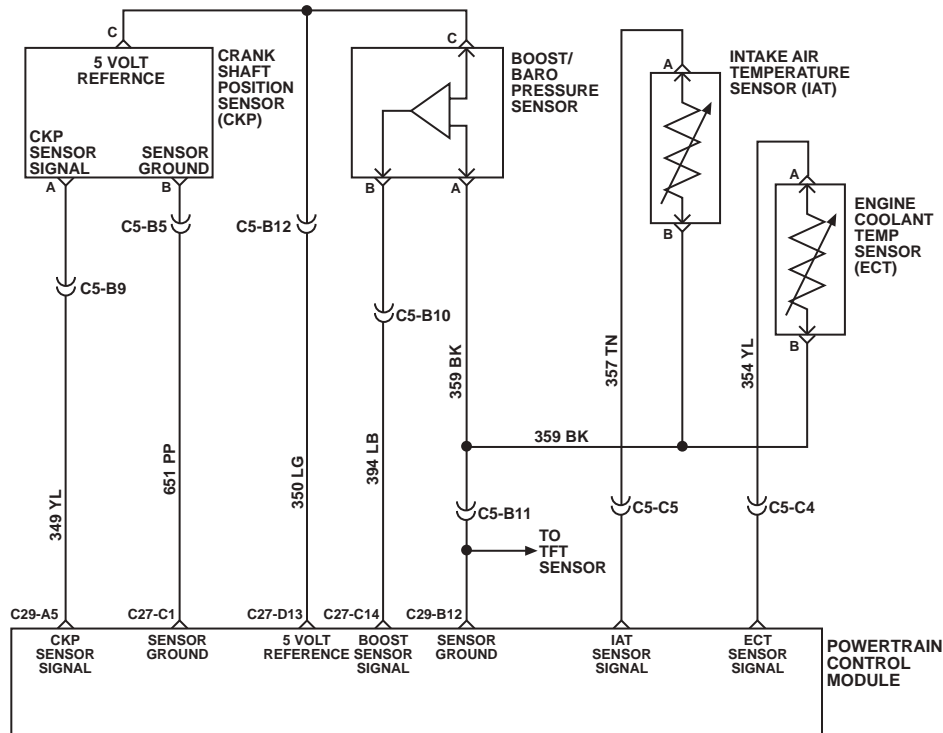 C
5 VOLT
REFERNCE
CKP
SENSOR
SIGNAL
SENSOR
GROUND
A
B
CRANK
SHAFT
POSITION
SENSOR
(CKP)
C
BOOST/
BARO
PRESSURE
SENSOR
B
A
A
INTAKE AIR
TEMPERATURE
SENSOR (IAT)
B
A
ENGINE
COOLANT
TEMP
SENSOR
(ECT)
B
C5-B5
C5-B12
C5-B9
C5-B10
349 YL
651 PP
350 LG
394 LB
359 BK
357 TN
354 YL
359 BK
C5-B11
C5-C5
C5-C4
TO
TFT
SENSOR
C29-A5
C27-C1
C27-D13
C27-C14
C29-B12
CKP
SENSOR
SIGNAL
SENSOR
GROUND
5 VOLT
REFERENCE
BOOST
SENSOR
SIGNAL
SENSOR
GROUND
IAT
SENSOR
SIGNAL
ECT
SENSOR
SIGNAL
POWERTRAIN
CONTROL
MODULE